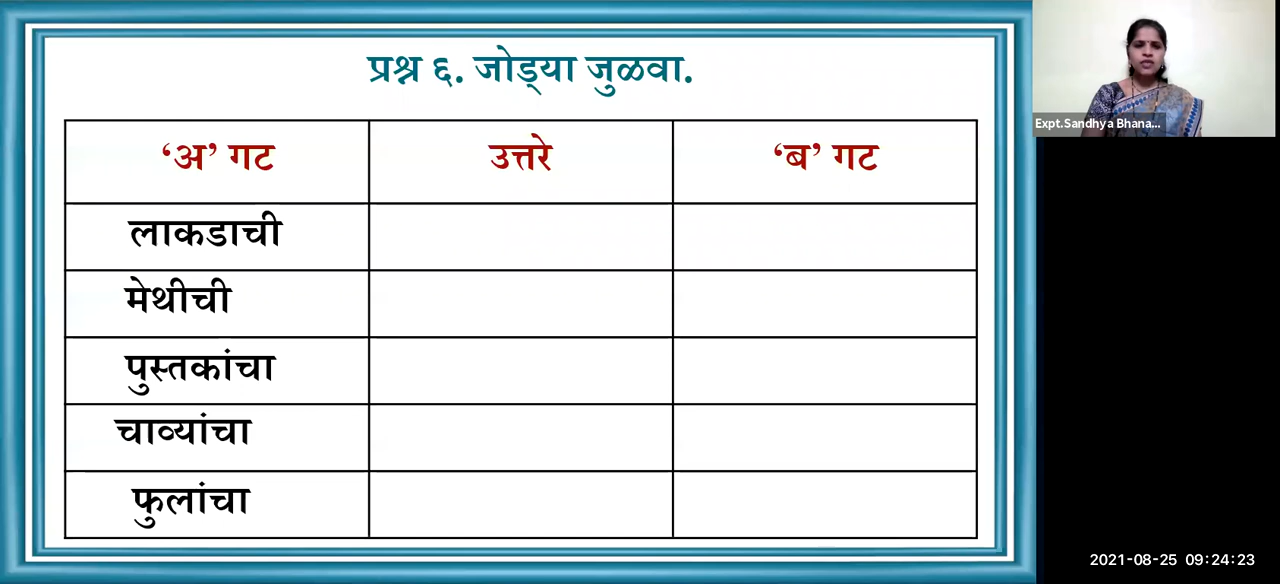 प्रश्न ६. जोड्या जुळवा.
‘अ’ गट उत्तरे ‘ब’ गट
लाकडाची
मेथीची
पुस्तकांचा
चाव्यांचा
फुलांचा
Expt.Sandhya Bhana...
2021-08-25 09:24:23